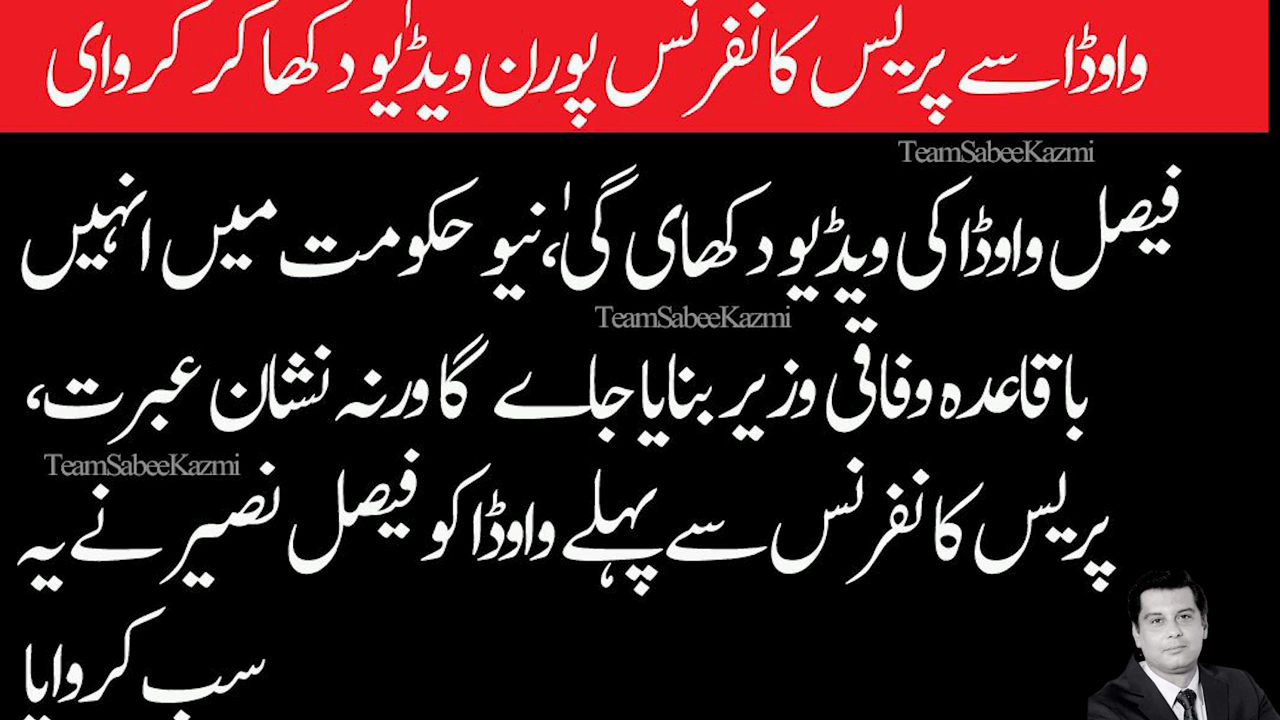 واوڈا سے پریس کانفرنس پورن ویڈیٰو دکھا کر کروای
TeamSabeeKazmi
فیصل واوڈا کی ویڈیو دکھای گیٰ، نیو حکومت میں انہیں
TeamSabeeKazmi
باقاعدہ وفاقی وزیر بنایا جاے گا ورنہ نشان عبرت،
TeamSabeeKazmi
پریس کانفرنس سے پہلے واوڈا کو فیصل نصیر نے یہ
سب کروایا